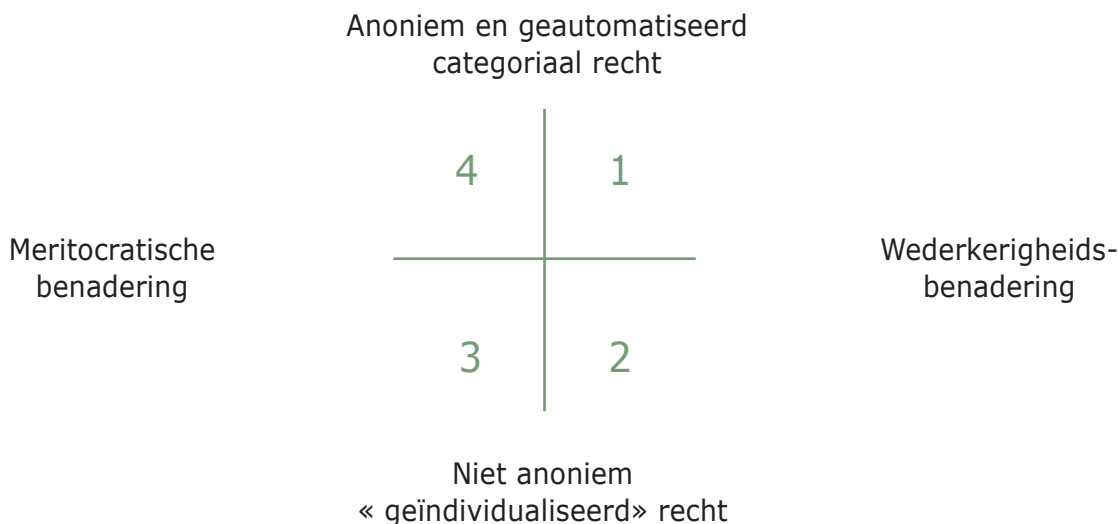 Anoniem en geautomatiseerd
categoriaal recht
4
1
Meritocratische
benadering
Wederkerigheids-
benadering
3
2
Niet anoniem
« geïndividualiseerd» recht